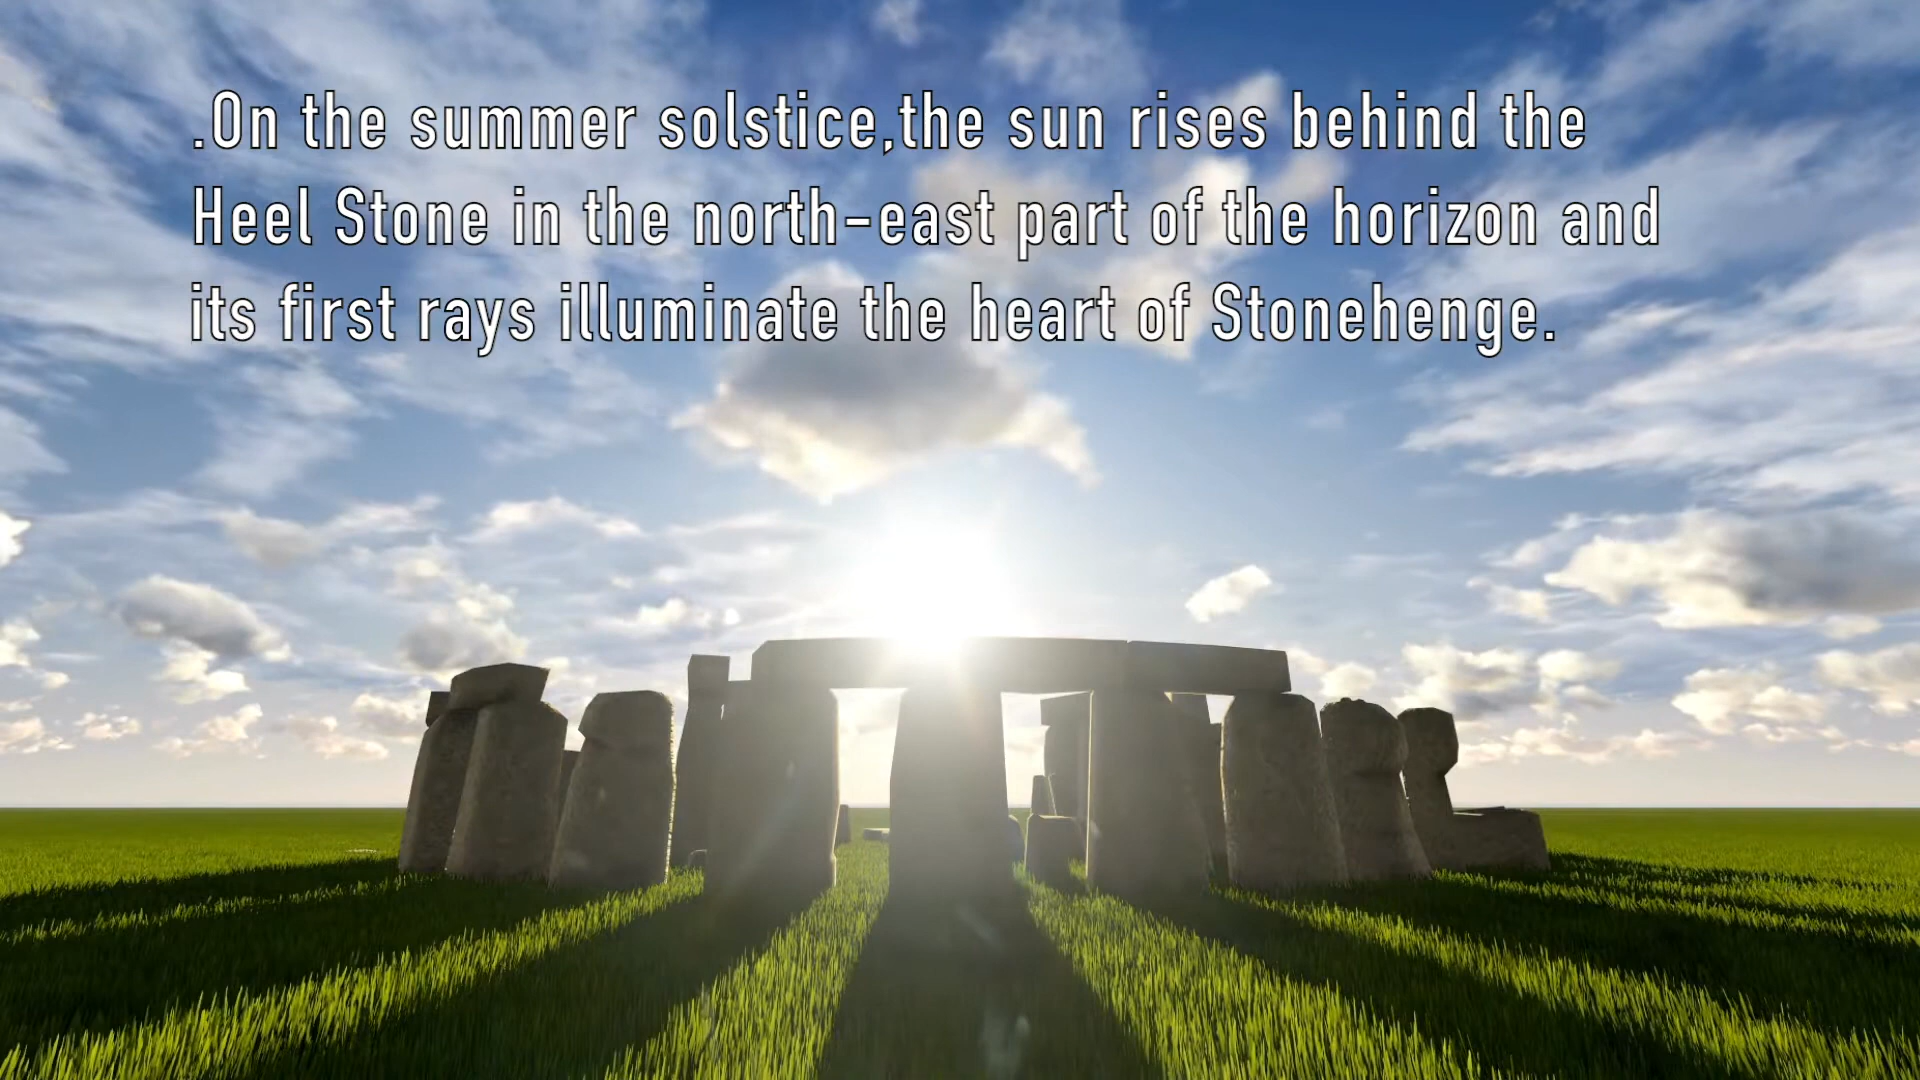 .On the summer solstice,the sun rises behind the
Heel Stone in the north-east part of the horizon and
its first rays illuminate the heart of Stonehenge.